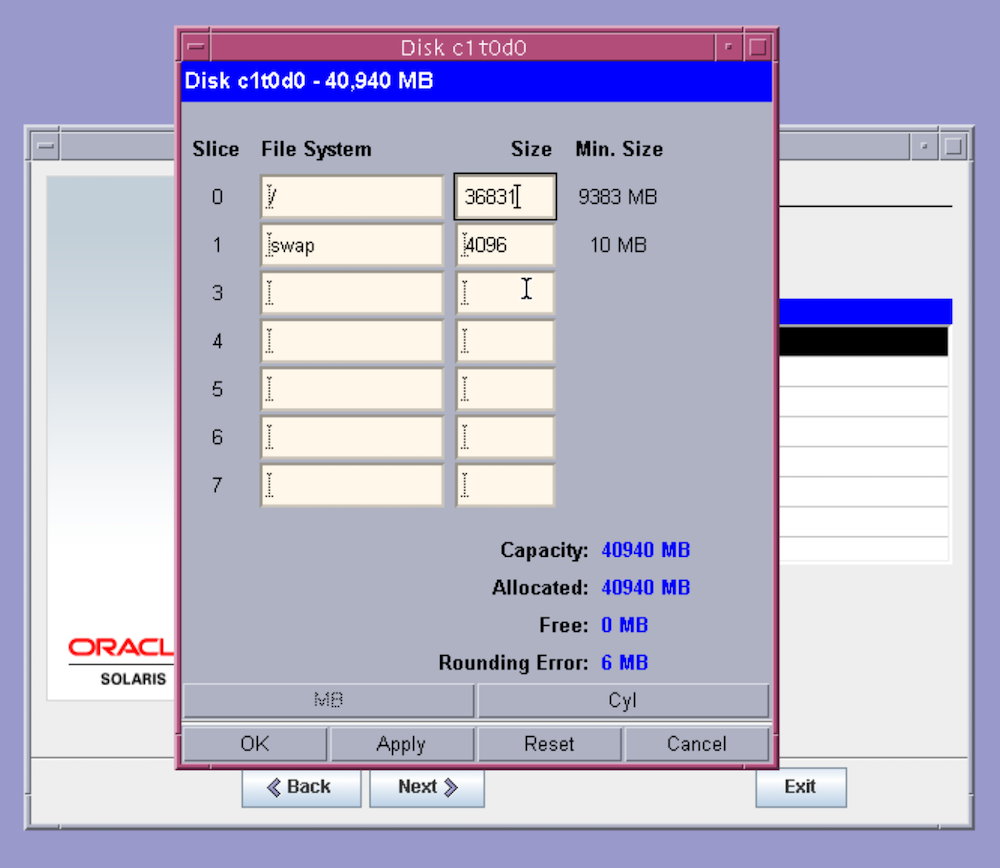 Disk c1t0d0
Disk c1t0d0 - 40,940 MB
Slice File System Size Min. Size
0 / 36831 9383 MB
1 swap 4096 10 MB
3
4
5
6
7
Capacity: 40940 MB
Allocated: 40940 MB
Free: 0 MB
Rounding Error: 6 MB
ORACL
SOLARIS
MB Cyl
OK Apply Reset Cancel
Back Next Exit